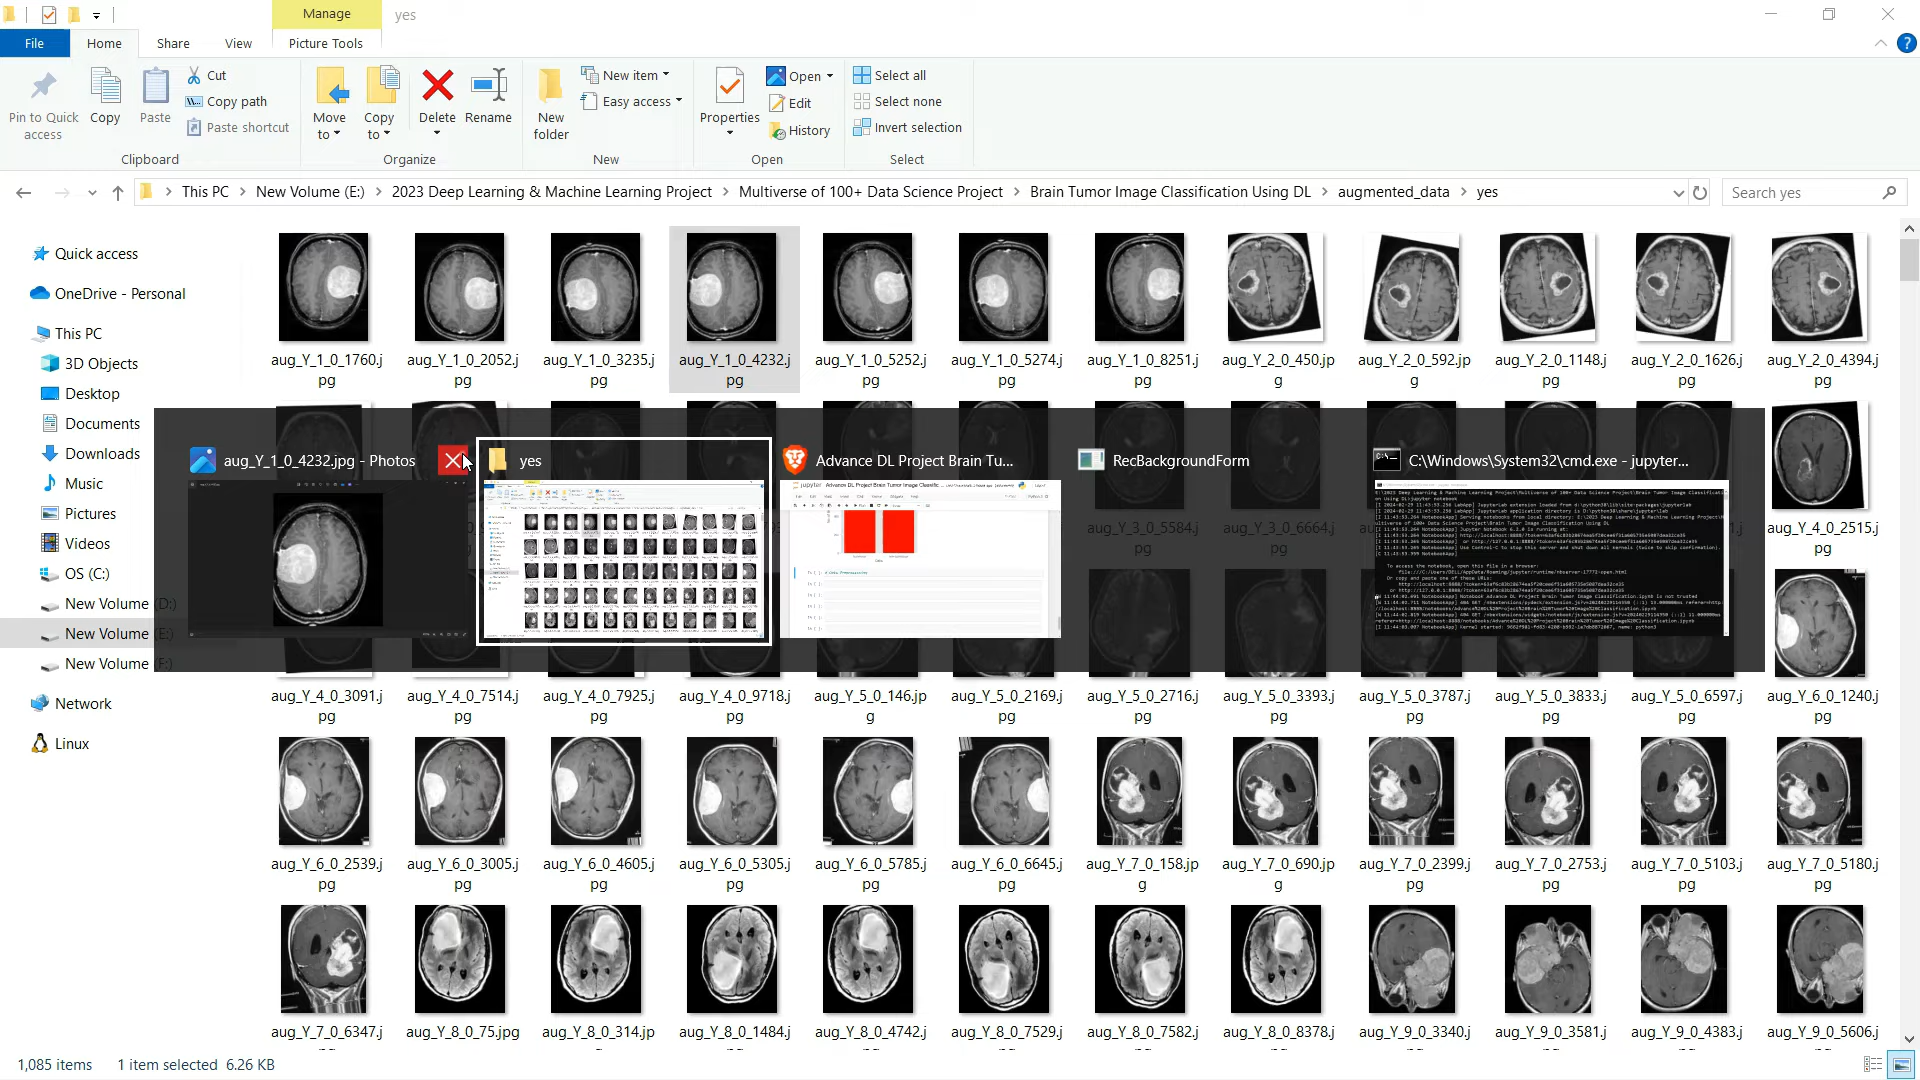 Manage
yes
File
Home
Share
View
Picture Tools
Pin to Quick access
Copy
Paste
Cut
Copy path
Paste shortcut
Clipboard
Move to
Copy to
Delete
Rename
Organize
New folder
New item
Easy access
New
Properties
Open
Edit
History
Open
Select all
Select none
Invert selection
Select
This PC
New Volume (E:)
2023 Deep Learning & Machine Learning Project
Multiverse of 100+ Data Science Project
Brain Tumor Image Classification Using DL
augmented_data
yes
Search yes
Quick access
OneDrive - Personal
This PC
3D Objects
Desktop
Documents
Downloads
Music
Pictures
Videos
OS (C:)
New Volume (D:)
New Volume (E:)
New Volume (F:)
Network
Linux
aug_Y_1_0_1760.jpg
aug_Y_1_0_2052.jpg
aug_Y_1_0_3235.jpg
aug_Y_1_0_4232.jpg
aug_Y_1_0_5252.jpg
aug_Y_1_0_5274.jpg
aug_Y_1_0_8251.jpg
aug_Y_2_0_450.jpg
aug_Y_2_0_592.jpg
aug_Y_2_0_1148.jpg
aug_Y_2_0_1626.jpg
aug_Y_2_0_4394.jpg
aug_Y_1_0_4232.jpg - Photos
yes
Advance DL Project Brain Tu...
RecBackgroundForm
C:\Windows\System32\cmd.exe - jupyter...
aug_Y_3_0_5584.jpg
aug_Y_3_0_6664.jpg
aug_Y_4_0_2515.jpg
aug_Y_4_0_3091.jpg
aug_Y_4_0_7514.jpg
aug_Y_4_0_7925.jpg
aug_Y_4_0_9718.jpg
aug_Y_5_0_146.jpg
aug_Y_5_0_2169.jpg
aug_Y_5_0_2716.jpg
aug_Y_5_0_3393.jpg
aug_Y_5_0_3787.jpg
aug_Y_5_0_3833.jpg
aug_Y_5_0_6597.jpg
aug_Y_6_0_1240.jpg
aug_Y_6_0_2539.jpg
aug_Y_6_0_3005.jpg
aug_Y_6_0_4605.jpg
aug_Y_6_0_5305.jpg
aug_Y_6_0_5785.jpg
aug_Y_6_0_6645.jpg
aug_Y_7_0_158.jpg
aug_Y_7_0_690.jpg
aug_Y_7_0_2399.jpg
aug_Y_7_0_2753.jpg
aug_Y_7_0_5103.jpg
aug_Y_7_0_5180.jpg
aug_Y_7_0_6347.j
aug_Y_8_0_75.jpg
aug_Y_8_0_314.jp
aug_Y_8_0_1484.j
aug_Y_8_0_4742.j
aug_Y_8_0_7529.j
aug_Y_8_0_7582.j
aug_Y_8_0_8378.j
aug_Y_9_0_3340.j
aug_Y_9_0_3581.j
aug_Y_9_0_4383.j
aug_Y_9_0_5606.j
1,085 items
1 item selected 6.26 KB